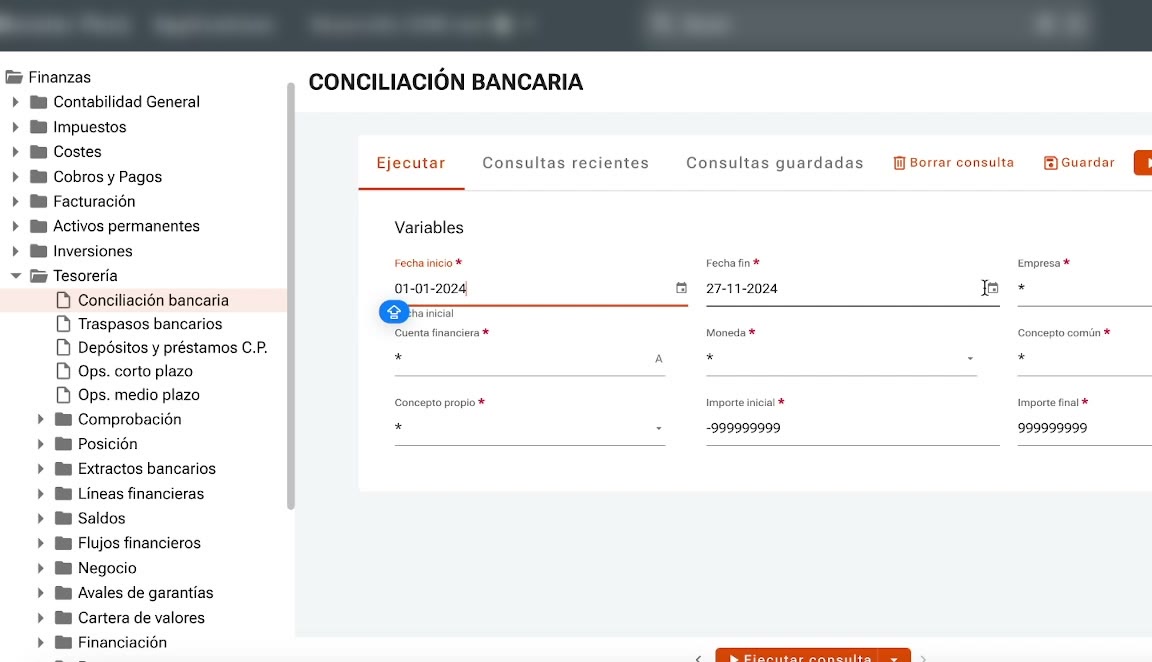 Finanzas
Contabilidad General
Impuestos
Costes
Cobros y Pagos
Facturación
Activos permanentes
Inversiones
Tesorería
Conciliación bancaria
Traspasos bancarios
Depósitos y préstamos C.P.
Ops. corto plazo
Ops. medio plazo
Comprobación
Posición
Extractos bancarios
Líneas financieras
Saldos
Flujos financieros
Negocio
Avales de garantías
Cartera de valores
Financiación
CONCILIACIÓN BANCARIA
Ejecutar Consultas recientes Consultas guardadas Borrar consulta Guardar
Variables
Fecha inicio * Fecha fin * Empresa *
01-01-2024 27-11-2024 *
inicial
Cuenta financiera * Moneda * Concepto común *
* A * *
Concepto propio * Importe inicial * Importe final *
* -999999999 999999999
Ejecutar consulta